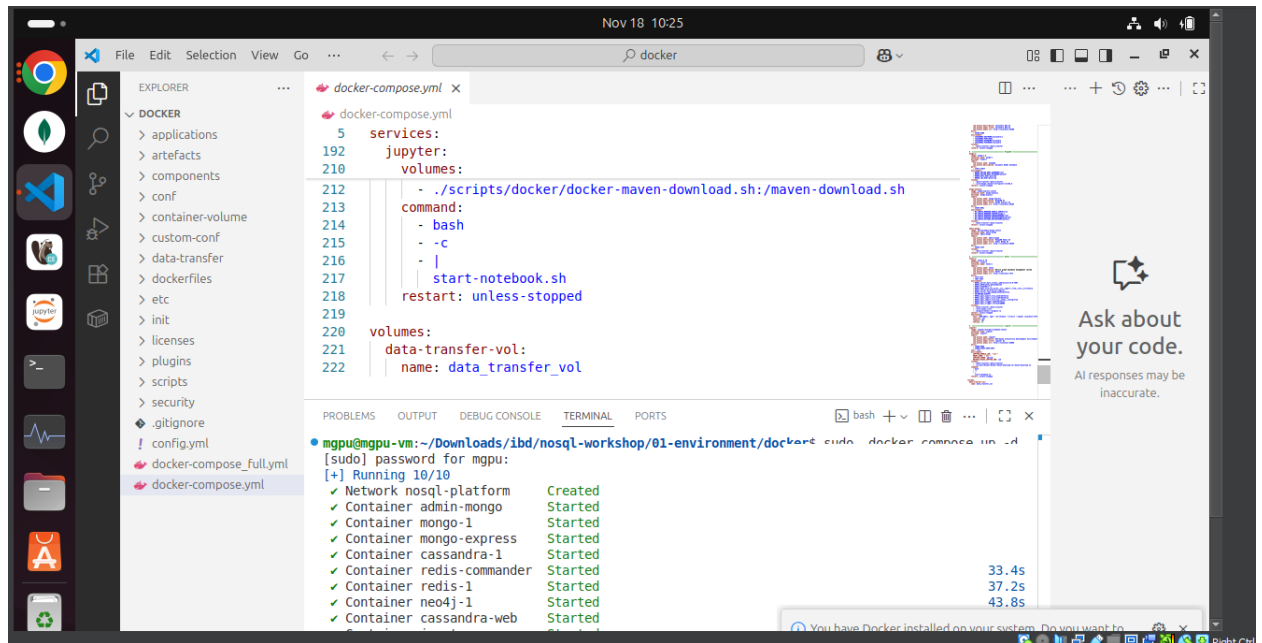 Nov 18 10:25
File Edit Selection View Go ···
docker
EXPLORER ···
DOCKER
applications
artefacts
components
conf
container-volume
custom-conf
data-transfer
dockerfiles
etc
init
licenses
plugins
scripts
security
.gitignore
config.yml
docker-compose_full.yml
docker-compose.yml
docker-compose.yml
docker-compose.yml
5 services:
192 jupyter:
210 volumes:
212 - ./scripts/docker/docker-maven-download.sh:/maven-download.sh
213 command:
214 - bash
215 - -c
216 - |
217 start-notebook.sh
218 restart: unless-stopped
219
220 volumes:
221 data-transfer-vol:
222 name: data_transfer_vol
PROBLEMS OUTPUT DEBUG CONSOLE TERMINAL PORTS
bash
mgpu@mgpu-vm:~/Downloads/ibd/nosql-workshop/01-environment/docker$ sudo docker compose up -d
[sudo] password for mgpu:
[+] Running 10/10
✔ Network nosql-platform Created
✔ Container admin-mongo Started
✔ Container mongo-1 Started
✔ Container mongo-express Started
✔ Container cassandra-1 Started
✔ Container redis-commander Started 33.4s
✔ Container redis-1 Started 37.2s
✔ Container neo4j-1 Started 43.8s
✔ Container cassandra-web Started
Ask about
your code.
AI responses may be
inaccurate.
You have Docker installed on your system. Do you want to
jupyter
CE
Right Ctrl